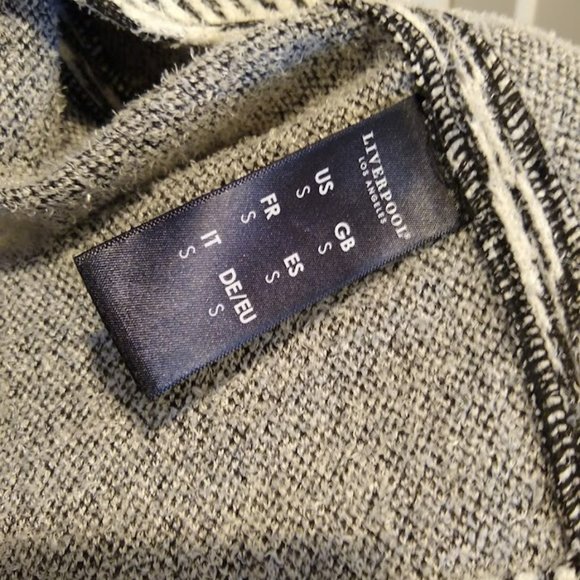 LIVERPOOL
LOS ANGELES
US GB
S S
FR ES
S S
IT DE/EU
S S